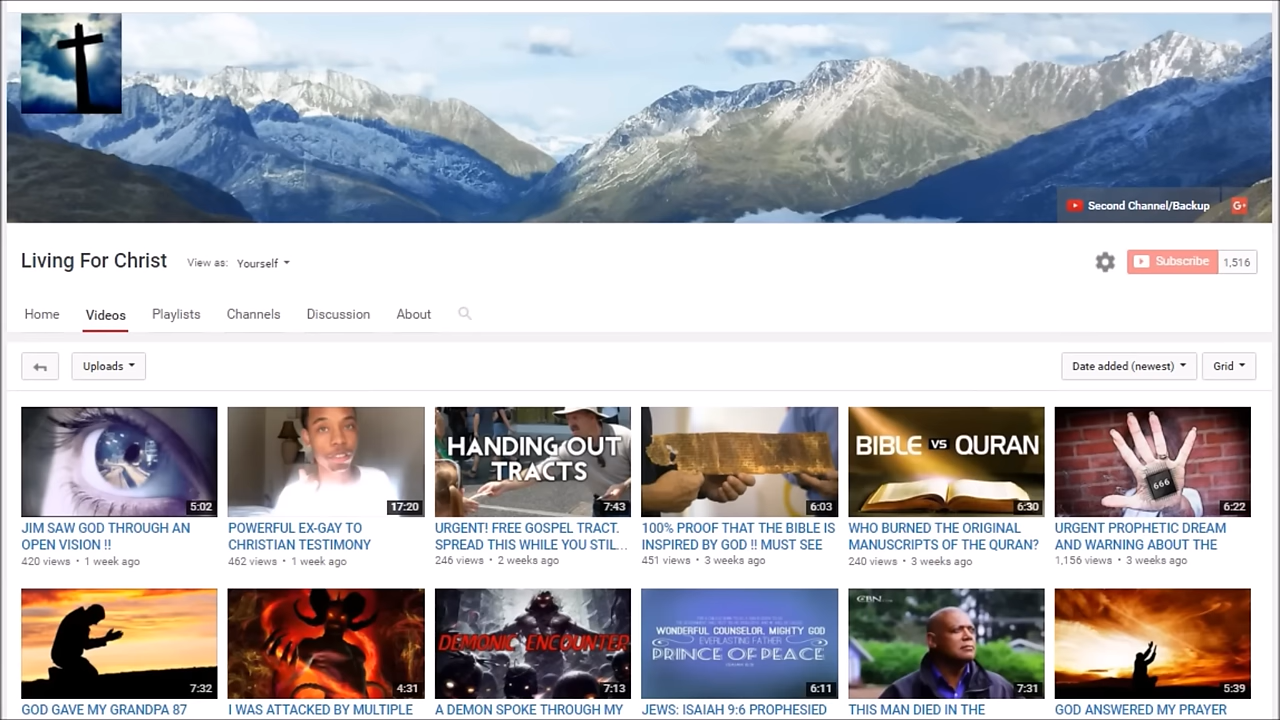 Second Channel/Backup
G+
Living For Christ
View as: Yourself
Subscribe 1,516
Home Videos Playlists Channels Discussion About
Uploads
Date added (newest) Grid
HANDING OUT
TRACTS
BIBLE VS QURAN
666
5:02 17:20 7:43 6:03 6:30 6:22
JIM SAW GOD THROUGH AN
OPEN VISION !!
420 views • 1 week ago
POWERFUL EX-GAY TO
CHRISTIAN TESTIMONY
462 views • 1 week ago
URGENT! FREE GOSPEL TRACT.
SPREAD THIS WHILE YOU STIL...
246 views • 2 weeks ago
100% PROOF THAT THE BIBLE IS
INSPIRED BY GOD !! MUST SEE
451 views • 3 weeks ago
WHO BURNED THE ORIGINAL
MANUSCRIPTS OF THE QURAN?
240 views • 3 weeks ago
URGENT PROPHETIC DREAM
AND WARNING ABOUT THE
1,156 views • 3 weeks ago
DEMONIC ENCOUNTER
WONDERFUL COUNSELOR, MIGHTY GOD
EVERLASTING FATHER
PRINCE OF PEACE
CBN
7:32 4:31 7:13 6:11 7:31 5:39
GOD GAVE MY GRANDPA 87
I WAS ATTACKED BY MULTIPLE
A DEMON SPOKE THROUGH MY
JEWS: ISAIAH 9:6 PROPHESIED
THIS MAN DIED IN THE
GOD ANSWERED MY PRAYER